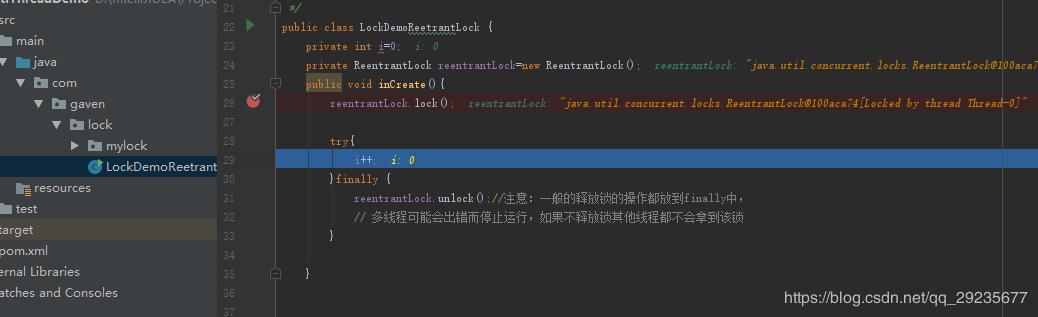 src
main
java
com
gaven
lock
mylock
LockDemoReetrant
resources
test
target
pom.xml
ernal Libraries
atches and Consoles
21 */
22 public class LockDemoReetrantLock {
23 private int i=0; i: 0
24 private ReentrantLock reentrantLock=new ReentrantLock(); reentrantLock: "java.util.concurrent.locks.ReentrantLock@100aca7
25 public void inCreate(){
26 reentrantLock.lock(); reentrantLock: "java.util.concurrent.locks.ReentrantLock@100aca74[Locked by thread Thread-0]"
27
28 try{
29 i++; i: 0
30 }finally {
31 reentrantLock.unlock();//注意：一般的释放锁的操作都放到finally中，
32 // 多线程可能会出错而停止运行，如果不释放锁其他线程都不会拿到该锁
33 }
34
35 }
36
37
https://blog.csdn.net/qq_29235677